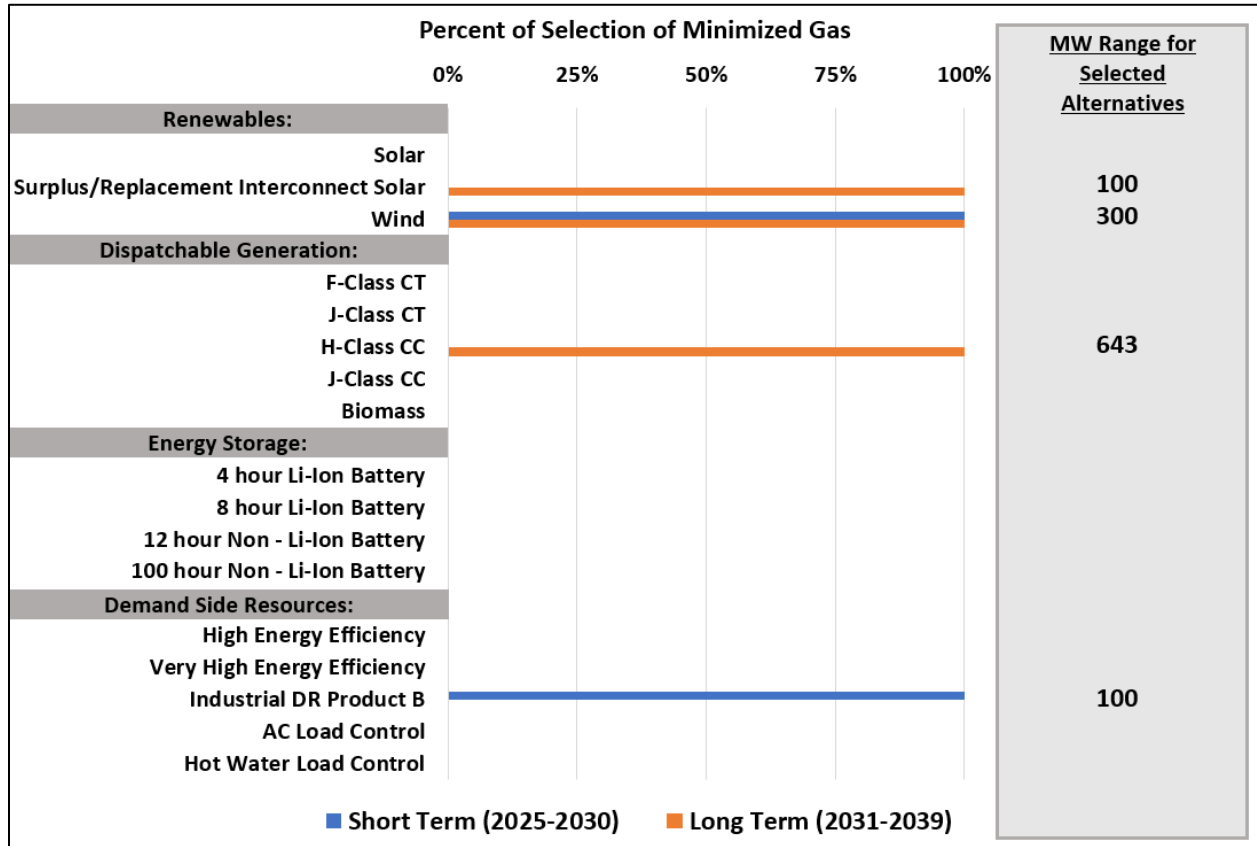 Percent of Selection of Minimized Gas
0% 25% 50% 75% 100%
MW Range for
Selected
Alternatives
Renewables:
Solar
Surplus/Replacement Interconnect Solar 100
Wind 300
Dispatchable Generation:
F-Class CT
J-Class CT
H-Class CC 643
J-Class CC
Biomass
Energy Storage:
4 hour Li-Ion Battery
8 hour Li-Ion Battery
12 hour Non - Li-Ion Battery
100 hour Non - Li-Ion Battery
Demand Side Resources:
High Energy Efficiency
Very High Energy Efficiency
Industrial DR Product B 100
AC Load Control
Hot Water Load Control
Short Term (2025-2030) Long Term (2031-2039)